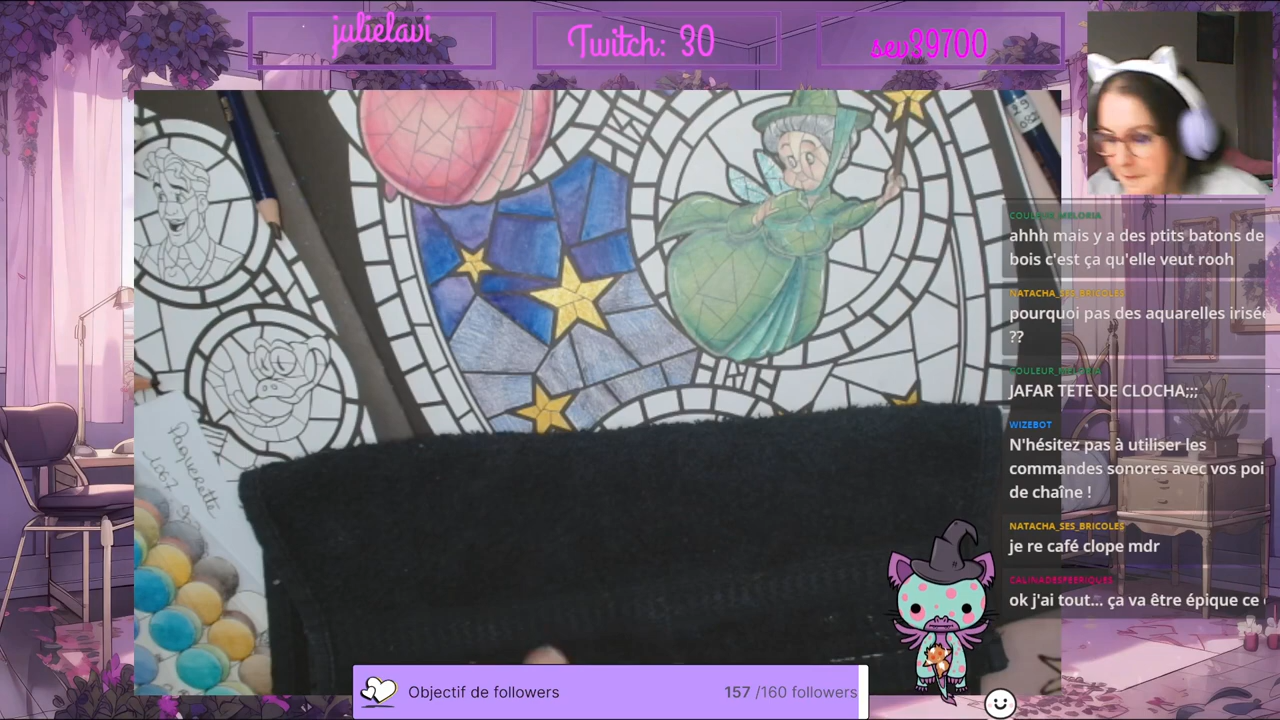 julielavi
Twitch: 30
sev39700
COULEUR_MELORIA
ahhh mais y a des ptits batons de
bois c'est ça qu'elle veut rooh
NATACHA_SES_BRICOLES
pourquoi pas des aquarelles irisée
??
COULEUR_MELORIA
JAFAR TETE DE CLOCHA;;;
WIZEBOT
N'hésitez pas à utiliser les
commandes sonores avec vos poi
de chaîne !
NATACHA_SES_BRICOLES
je re café clope mdr
CALINADESFEERIQUES
ok j'ai tout... ça va être épique ce
Paquerette
Objectif de followers
157 /160 followers